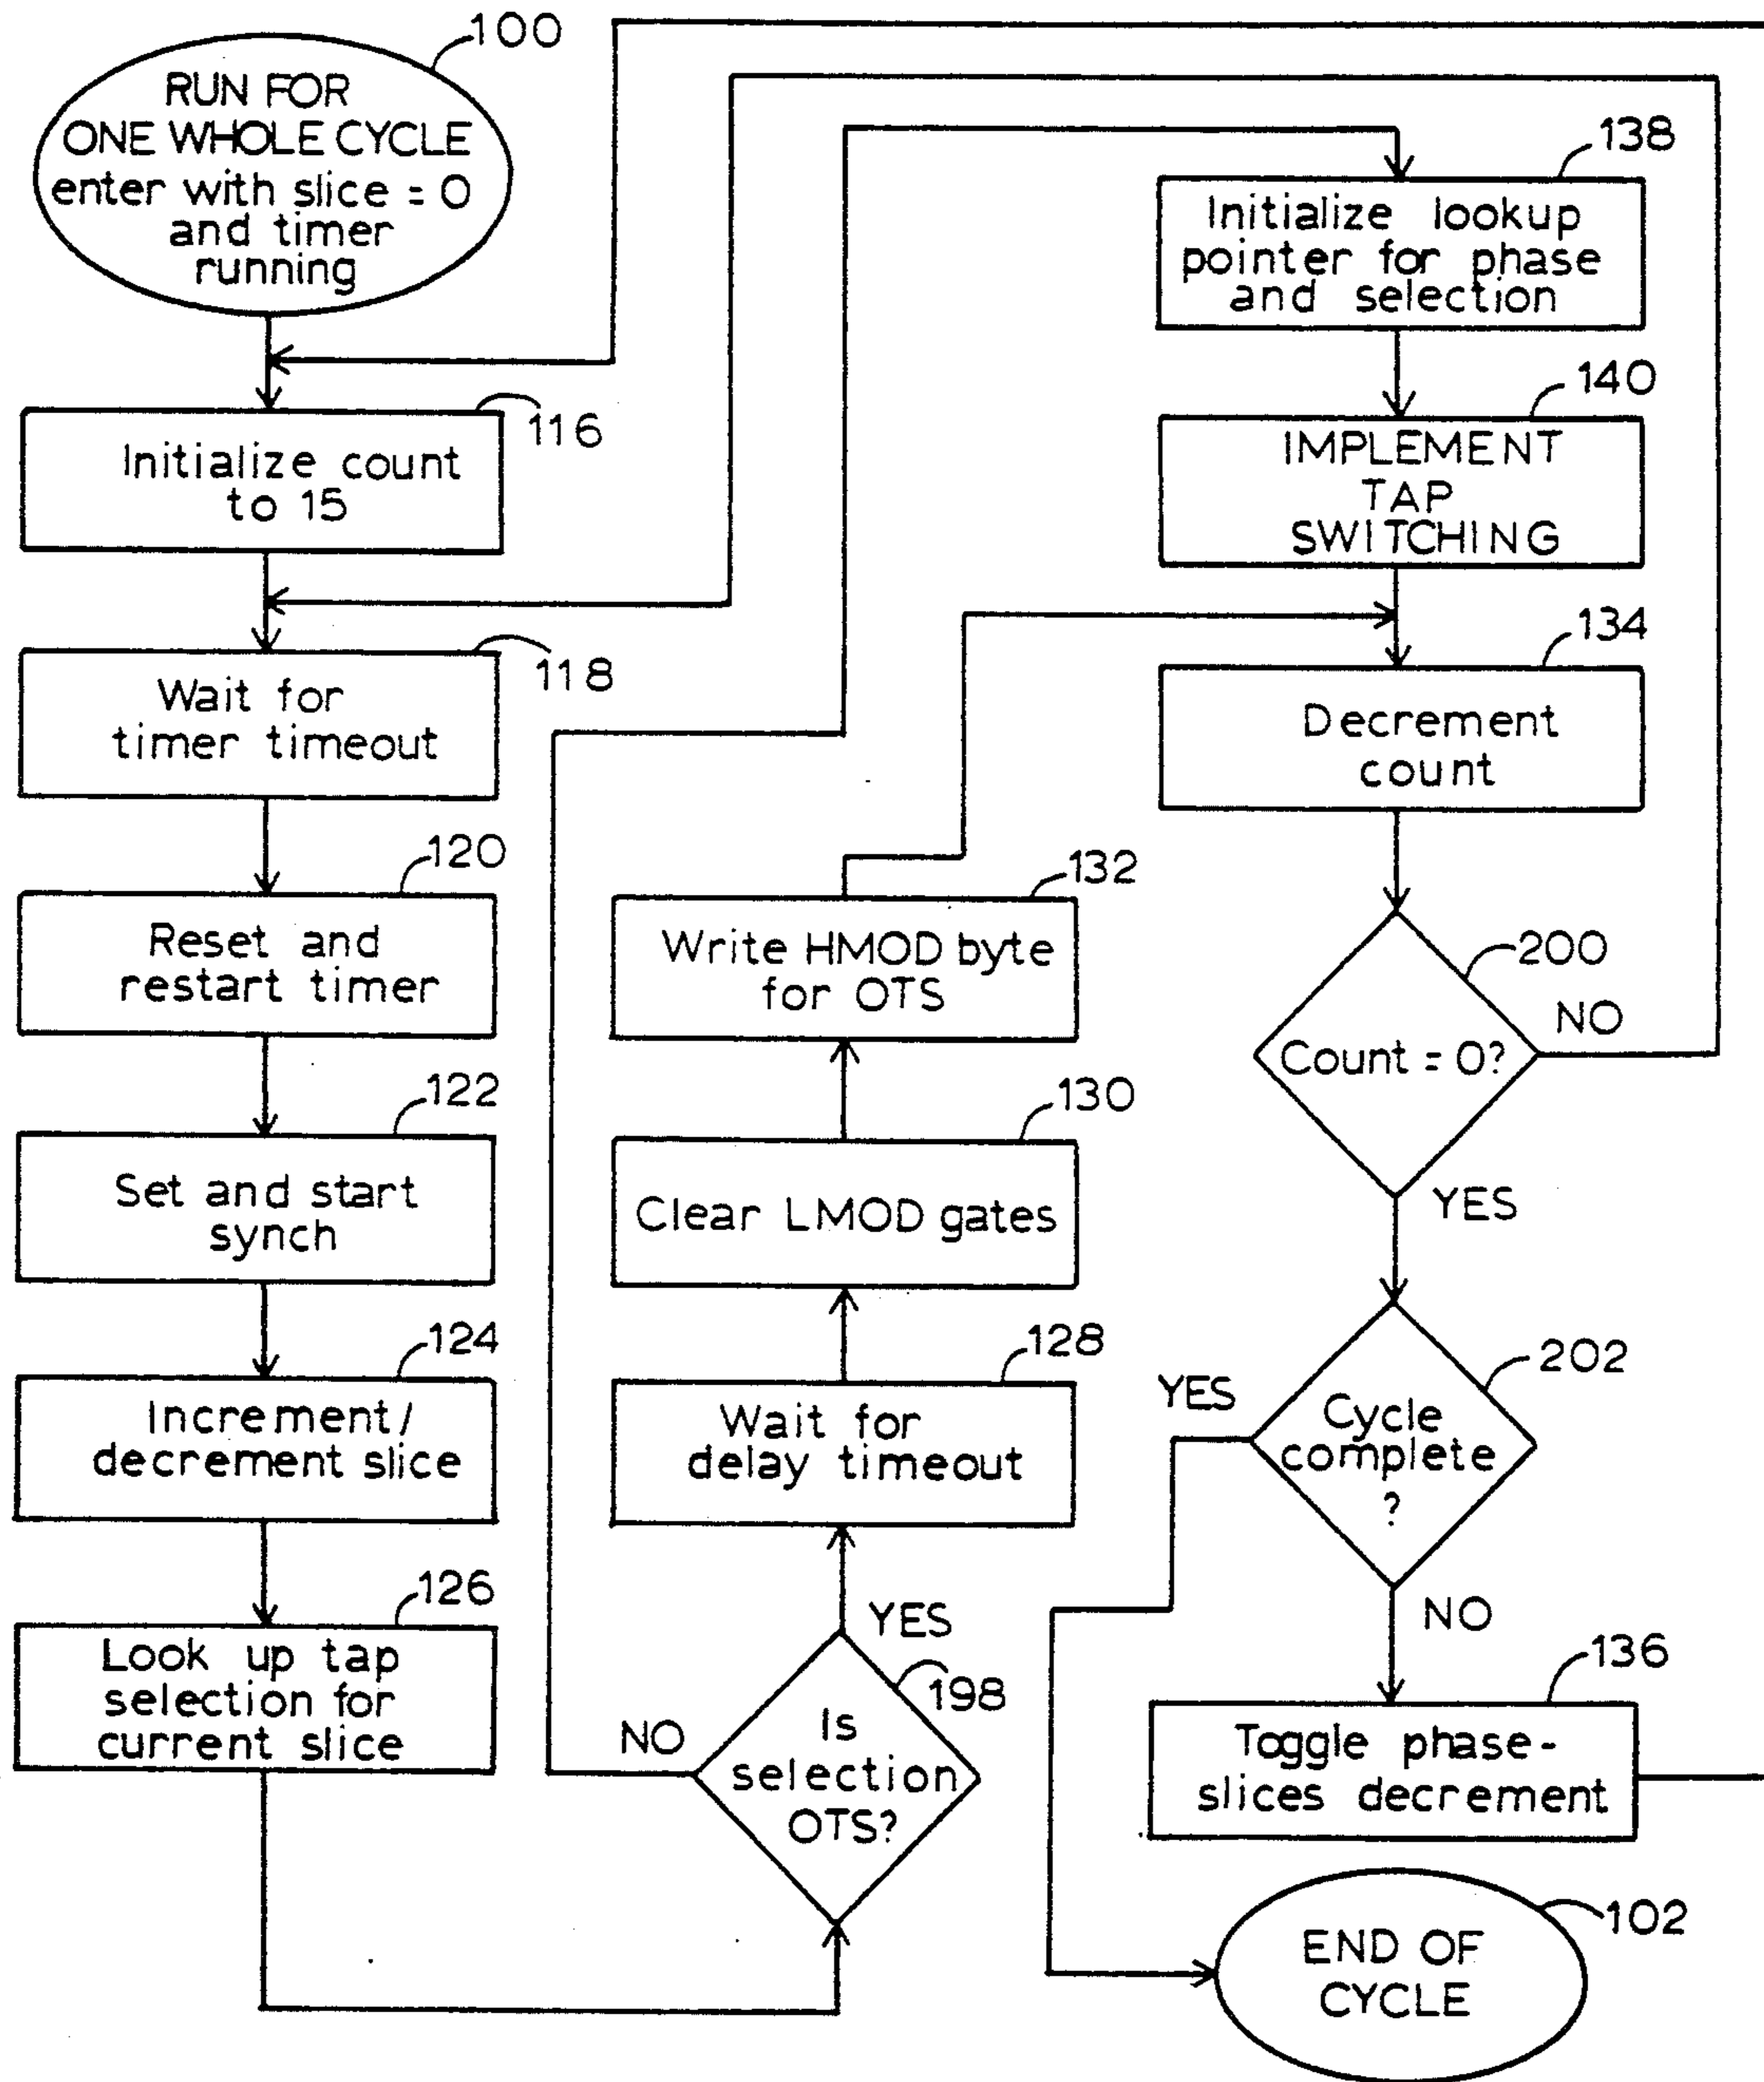 100
RUN FOR
ONE WHOLE CYCLE
enter with slice = 0
and timer
running
116
Initialize count
to 15
118
Wait for
timer timeout
120
Reset and
restart timer
122
Set and start
synch
124
Increment/
decrement slice
126
Look up tap
selection for
current slice
198
Is
selection
OTS?
YES
NO
128
Wait for
delay timeout
130
Clear LMOD gates
132
Write HMOD byte
for OTS
138
Initialize lookup
pointer for phase
and selection
140
IMPLEMENT
TAP
SWITCHING
134
Decrement
count
200
Count = 0?
NO
YES
202
Cycle
complete
?
YES
NO
136
Toggle phase-
slices decrement
102
END OF
CYCLE